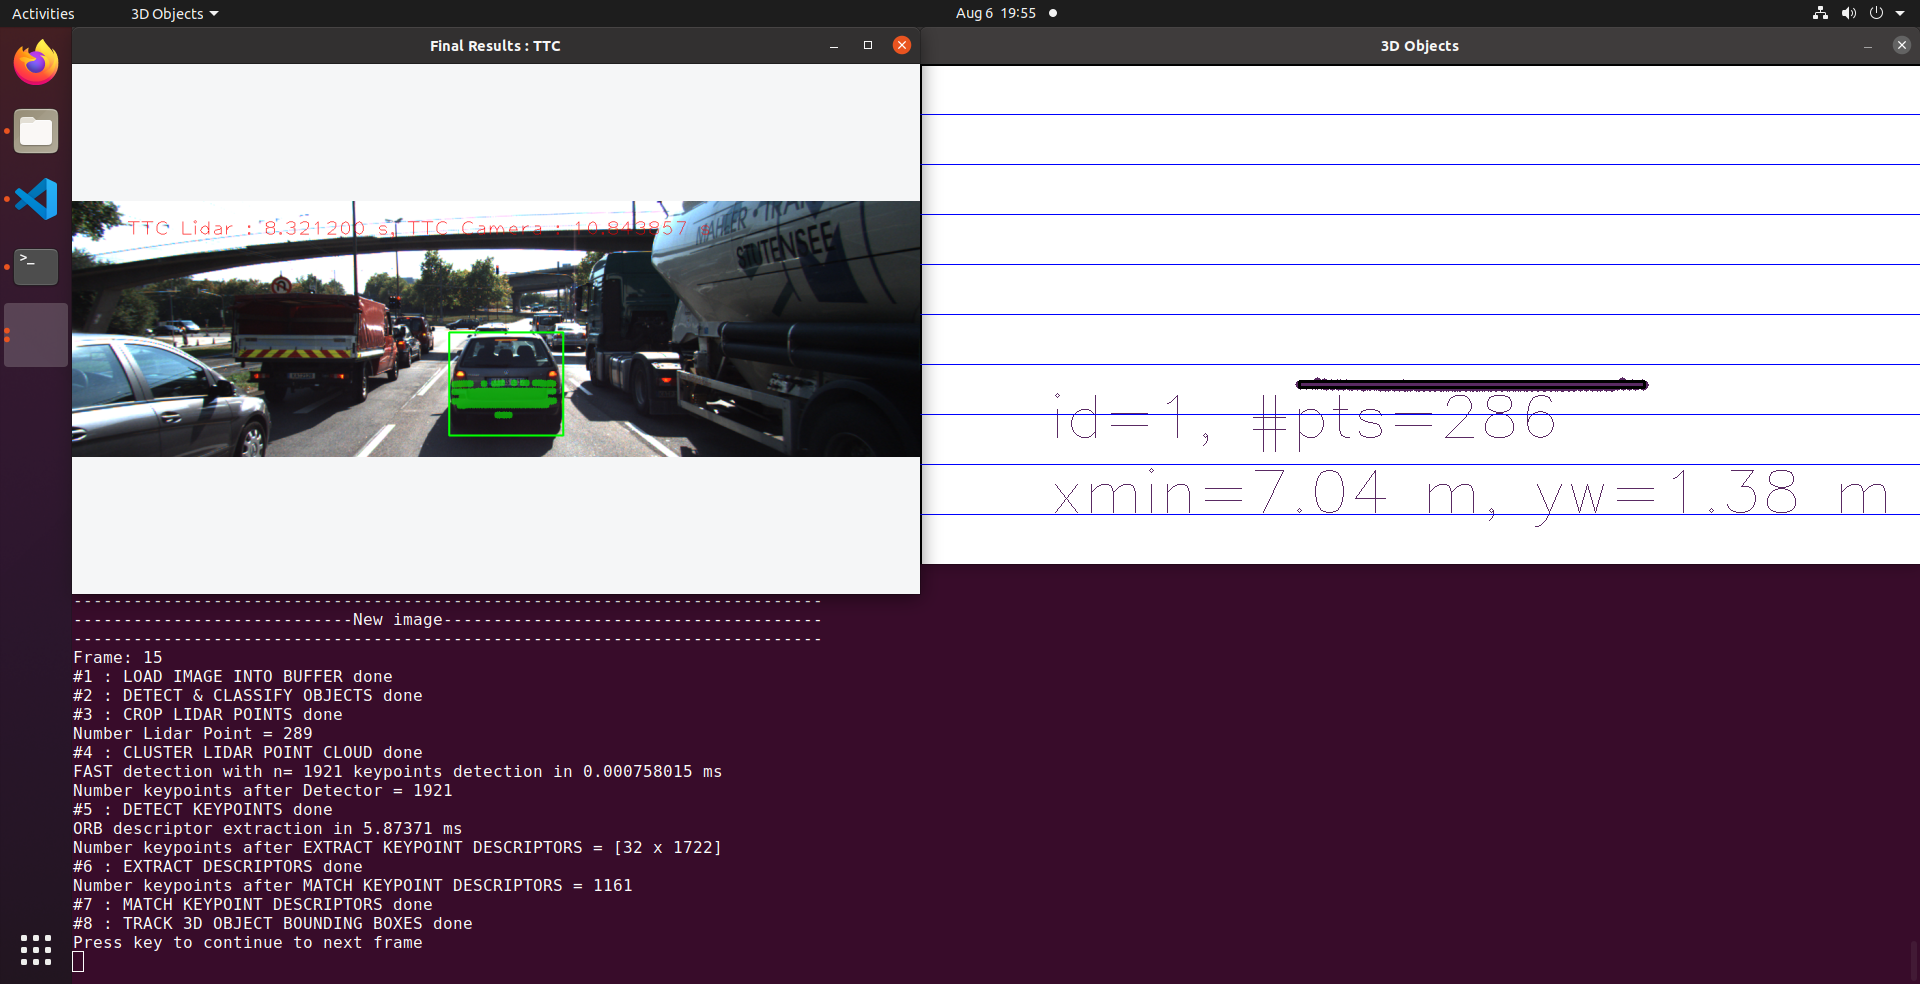 Activities
3D Objects
Aug 6 19:55
Final Results : TTC
3D Objects
TTC Lidar : 8.321200 s, TTC Camera : 10.843857 s
STUTENSEE
id=1, #pts=286
xmin=7.04 m, yw=1.38 m
---------------------------------------------------------------------------
----------------------------New image--------------------------------------
---------------------------------------------------------------------------
Frame: 15
#1 : LOAD IMAGE INTO BUFFER done
#2 : DETECT & CLASSIFY OBJECTS done
#3 : CROP LIDAR POINTS done
Number Lidar Point = 289
#4 : CLUSTER LIDAR POINT CLOUD done
FAST detection with n= 1921 keypoints detection in 0.000758015 ms
Number keypoints after Detector = 1921
#5 : DETECT KEYPOINTS done
ORB descriptor extraction in 5.87371 ms
Number keypoints after EXTRACT KEYPOINT DESCRIPTORS = [32 x 1722]
#6 : EXTRACT DESCRIPTORS done
Number keypoints after MATCH KEYPOINT DESCRIPTORS = 1161
#7 : MATCH KEYPOINT DESCRIPTORS done
#8 : TRACK 3D OBJECT BOUNDING BOXES done
Press key to continue to next frame